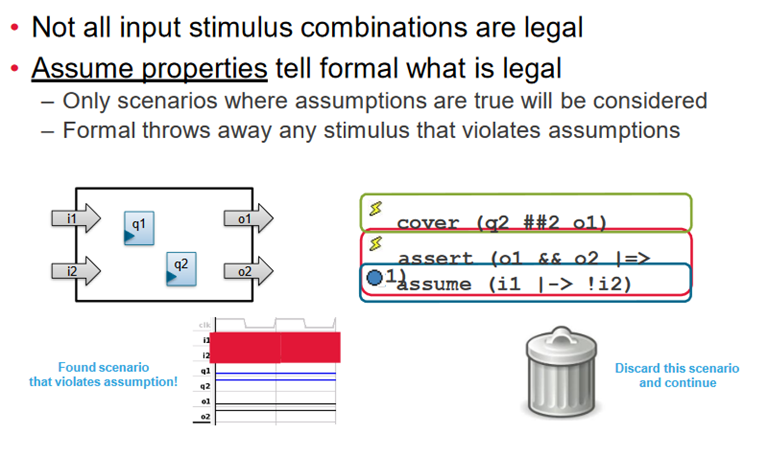 • Not all input stimulus combinations are legal
• Assume properties tell formal what is legal
– Only scenarios where assumptions are true will be considered
– Formal throws away any stimulus that violates assumptions
i1
i2
q1
q2
o1
o2
cover (q2 ##2 o1)
assert (o1 && o2 |=>
1)
assume (i1 |-> !i2)
clk
i1
i2
q1
q2
o1
o2
Found scenario
that violates assumption!
Discard this scenario
and continue